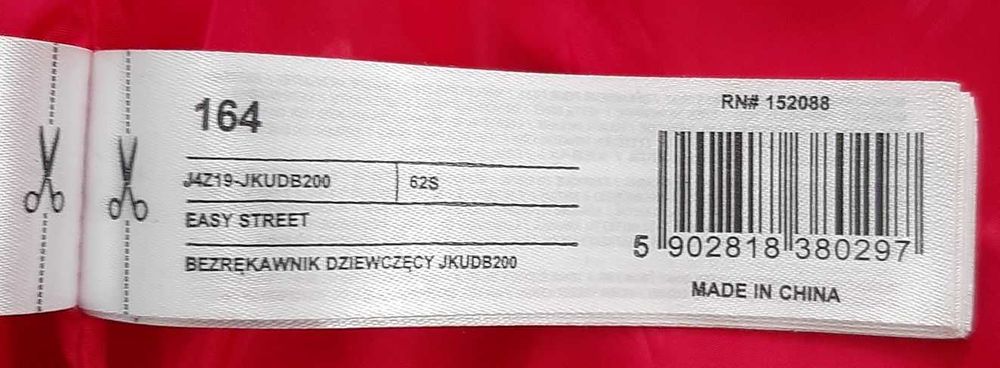 164
J4Z19-JKUDB200 62S
EASY STREET
BEZRĘKAWNIK DZIEWCZĘCY JKUDB200
RN# 152088
5 902818 380297
MADE IN CHINA